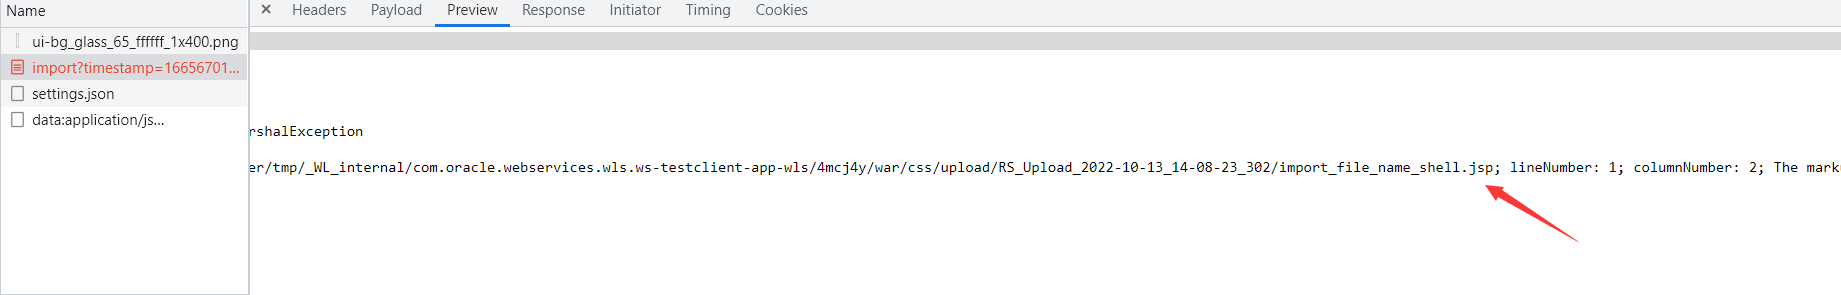 Name
× Headers Payload Preview Response Initiator Timing Cookies
ui-bg_glass_65_ffffff_1x400.png
import?timestamp=16656701...
settings.json
data:application/js...
rshalException
er/tmp/_WL_internal/com.oracle.webservices.wls.ws-testclient-app-wls/4mcj4y/war/css/upload/RS_Upload_2022-10-13_14-08-23_302/import_file_name_shell.jsp; lineNumber: 1; columnNumber: 2; The mark